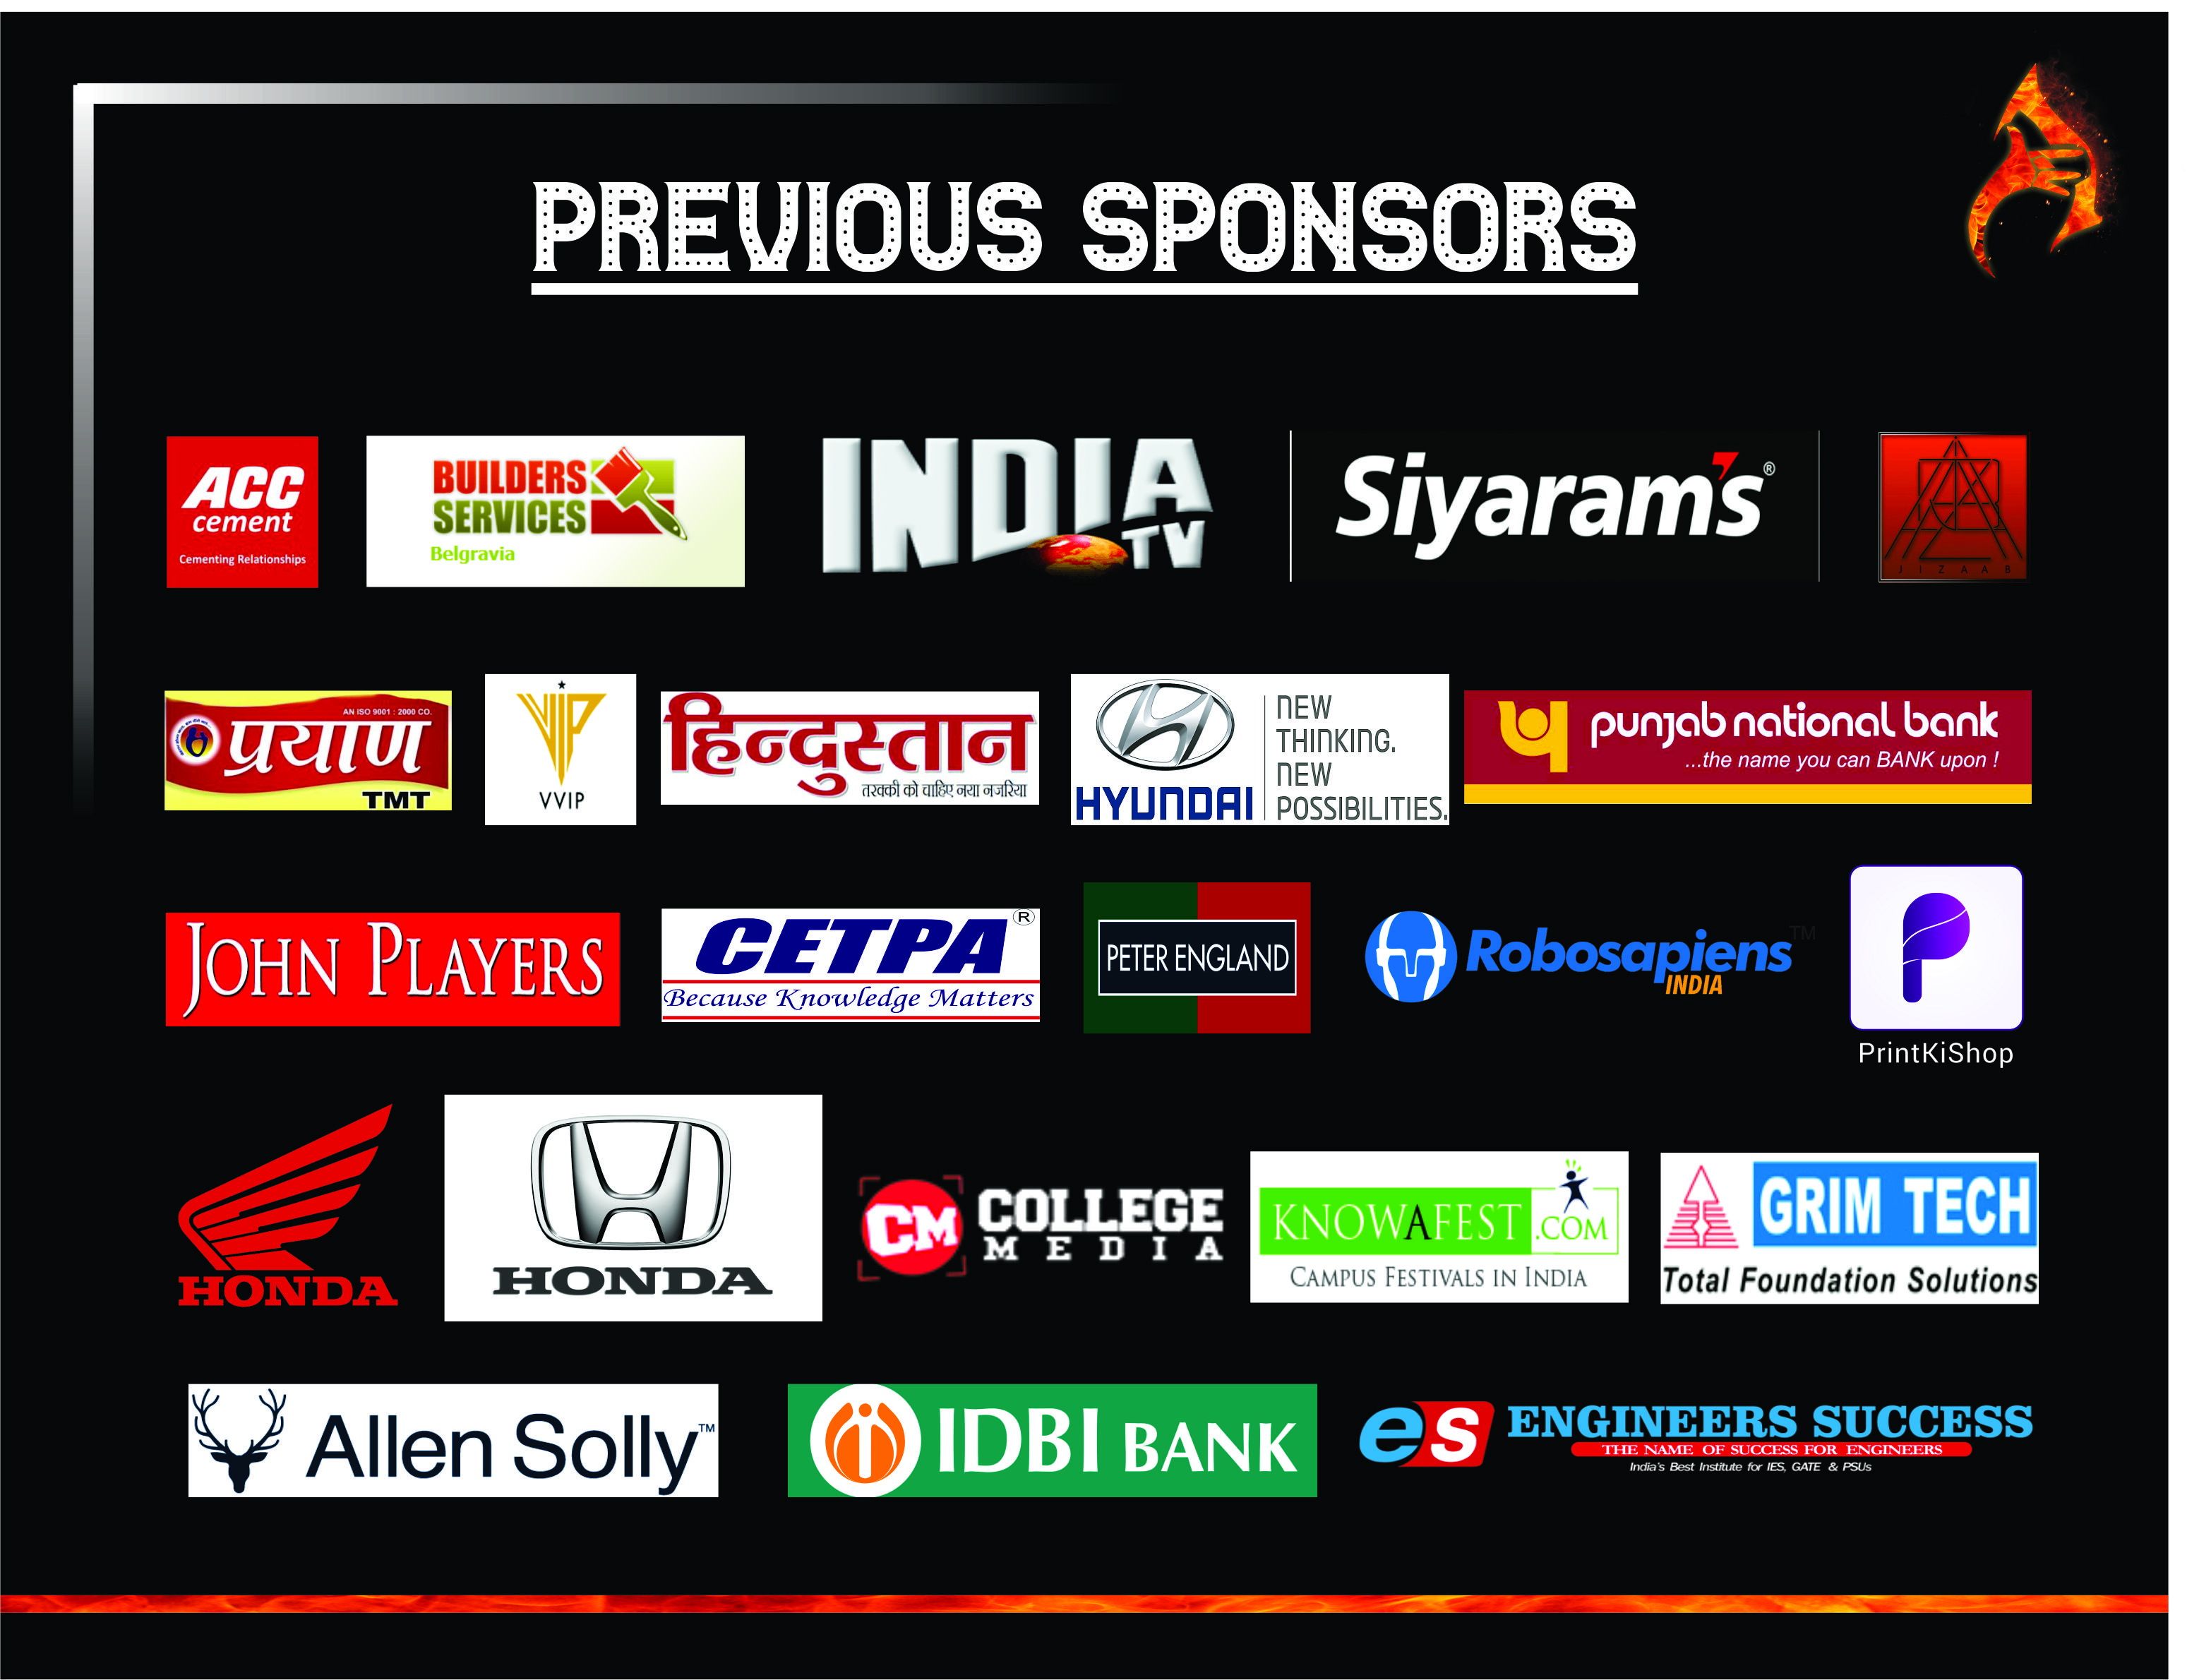 PREVIOUS SPONSORS
ACC
cement
Cementing Relationships
BUILDERS
SERVICES
Belgravia
INDIA
TV
Siyaram's®
JIZAAB
AN ISO 9001 : 2000 CO.
प्रयाण
TMT
VVIP
VVIP
हिन्दुस्तान
तरक्की को चाहिए नया नजरिया
HYUNDAI
NEW
THINKING.
NEW
POSSIBILITIES.
punjab national bank
...the name you can BANK upon !
JOHN PLAYERS
CETPA®
Because Knowledge Matters
PETER ENGLAND
Robosapiens™
INDIA
PrintKiShop
HONDA
HONDA
CM COLLEGE
MEDIA
KNOWAFEST.COM
CAMPUS FESTIVALS IN INDIA
GRIM TECH
Total Foundation Solutions
Allen Solly™
IDBI BANK
es ENGINEERS SUCCESS
THE NAME OF SUCCESS FOR ENGINEERS
India's Best Institute for IES, GATE & PSUs